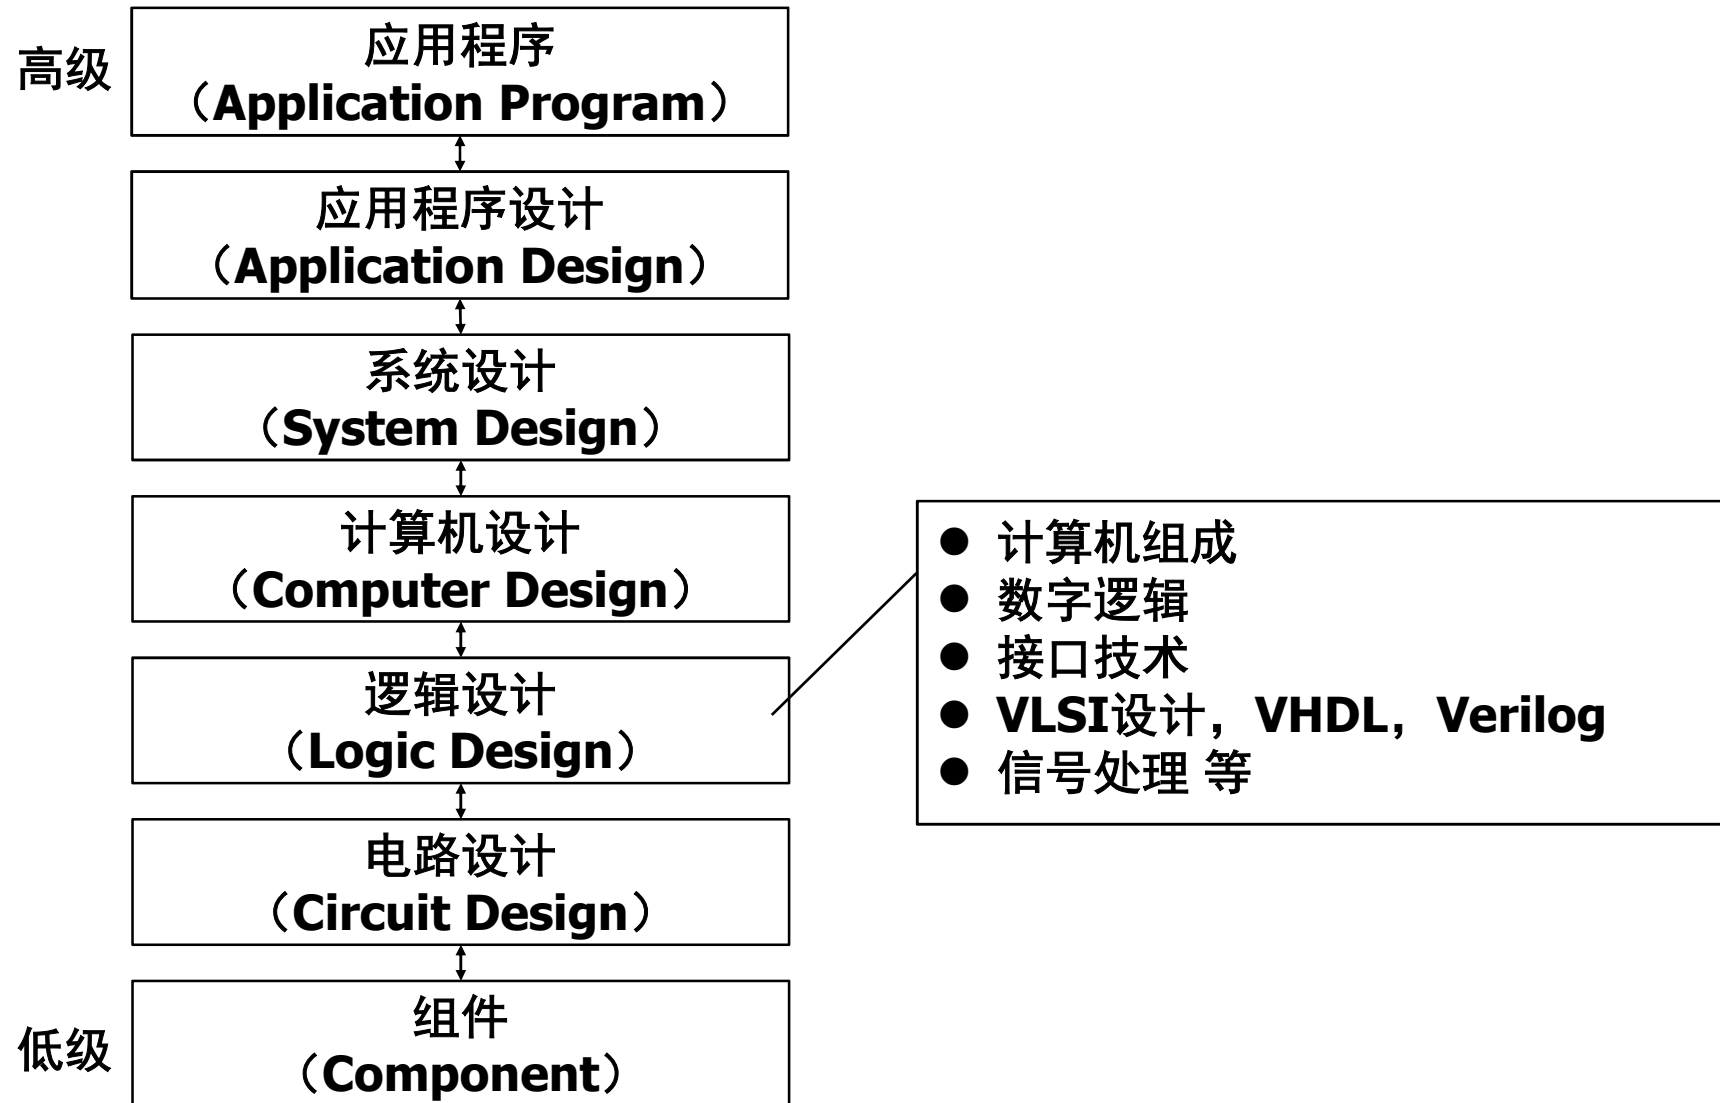 高级
应用程序
（Application Program）
应用程序设计
（Application Design）
系统设计
（System Design）
计算机设计
（Computer Design）
逻辑设计
（Logic Design）
● 计算机组成
● 数字逻辑
● 接口技术
● VLSI设计，VHDL，Verilog
● 信号处理 等
电路设计
（Circuit Design）
低级
组件
（Component）